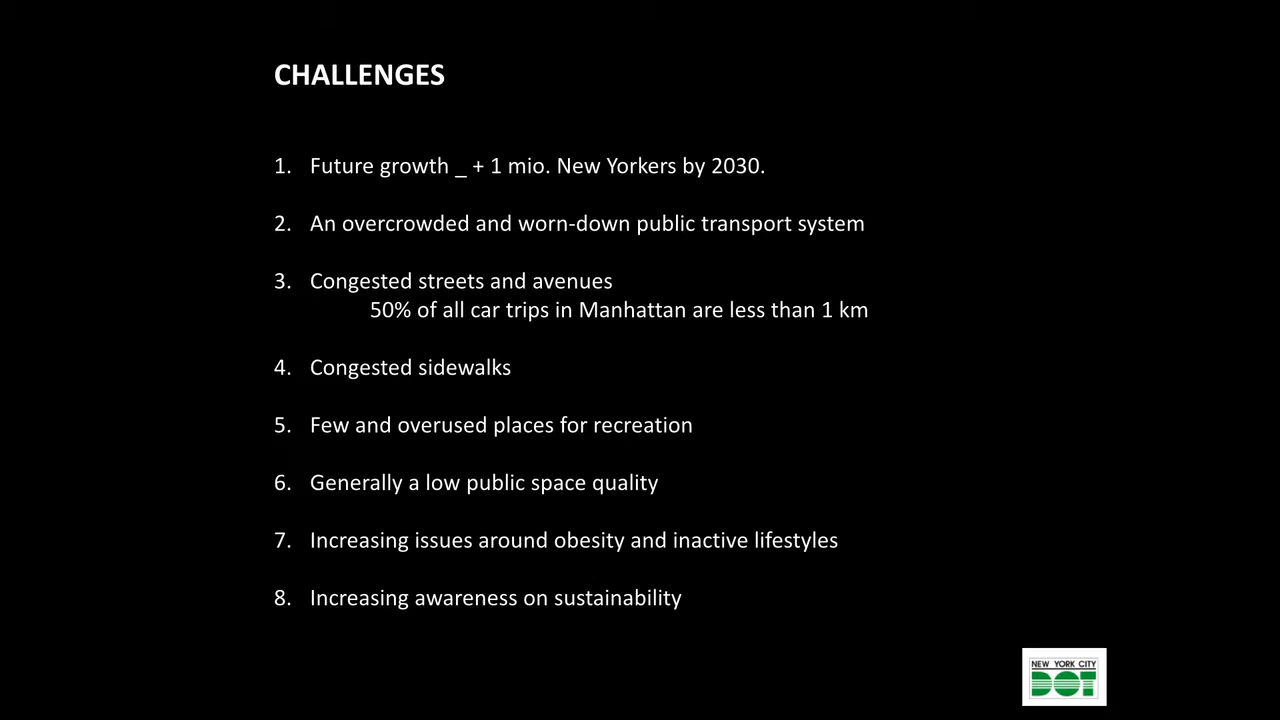 CHALLENGES
1. Future growth _ + 1 mio. New Yorkers by 2030.
2. An overcrowded and worn-down public transport system
3. Congested streets and avenues
50% of all car trips in Manhattan are less than 1 km
4. Congested sidewalks
5. Few and overused places for recreation
6. Generally a low public space quality
7. Increasing issues around obesity and inactive lifestyles
8. Increasing awareness on sustainability
NEW YORK CITY
DOT